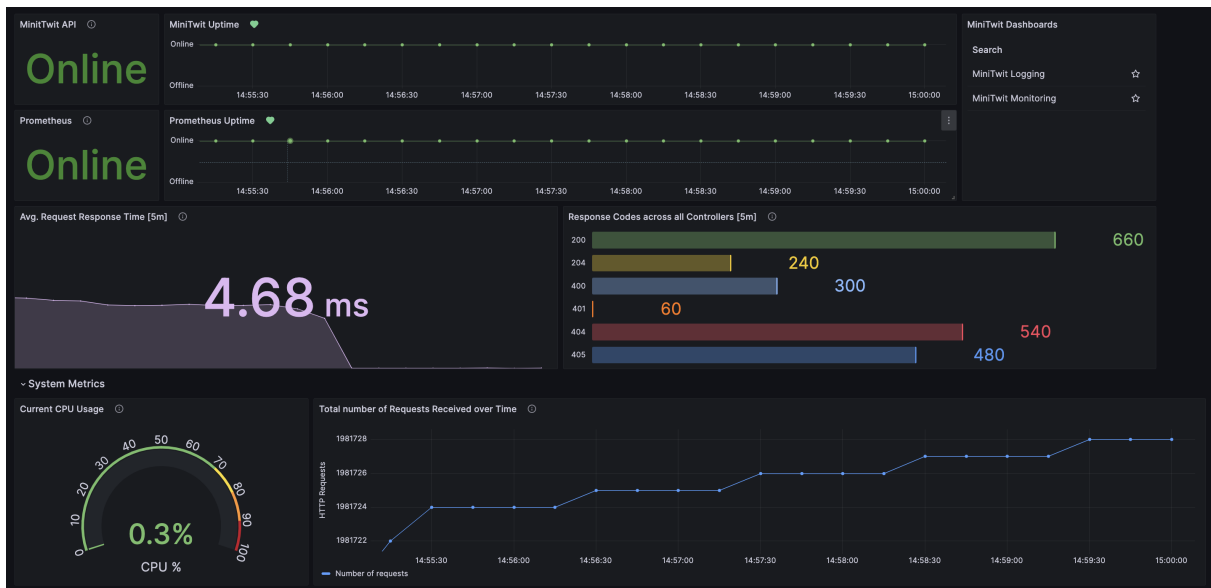 MinitTwit API
Online
MiniTwit Uptime
Online
Offline
14:55:30 14:56:00 14:56:30 14:57:00 14:57:30 14:58:00 14:58:30 14:59:00 14:59:30 15:00:00
MiniTwit Dashboards
Search
MiniTwit Logging
MiniTwit Monitoring
Prometheus
Online
Prometheus Uptime
Online
Offline
14:55:30 14:56:00 14:56:30 14:57:00 14:57:30 14:58:00 14:58:30 14:59:00 14:59:30 15:00:00
Avg. Request Response Time [5m]
4.68 ms
Response Codes across all Controllers [5m]
200 660
204 240
400 300
401 60
404 540
405 480
System Metrics
Current CPU Usage
0 10 20 30 40 50 60 70 80 90 100
0.3%
CPU %
Total number of Requests Received over Time
HTTP Requests
1981728
1981726
1981724
1981722
14:55:30 14:56:00 14:56:30 14:57:00 14:57:30 14:58:00 14:58:30 14:59:00 14:59:30 15:00:00
Number of requests